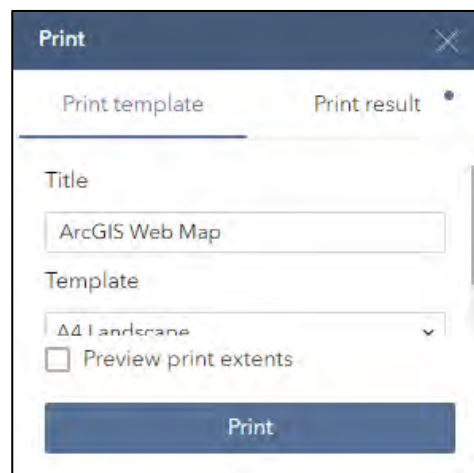 Print
Print template Print result
Title
ArcGIS Web Map
Template
A4 Landscape
Preview print extents
Print